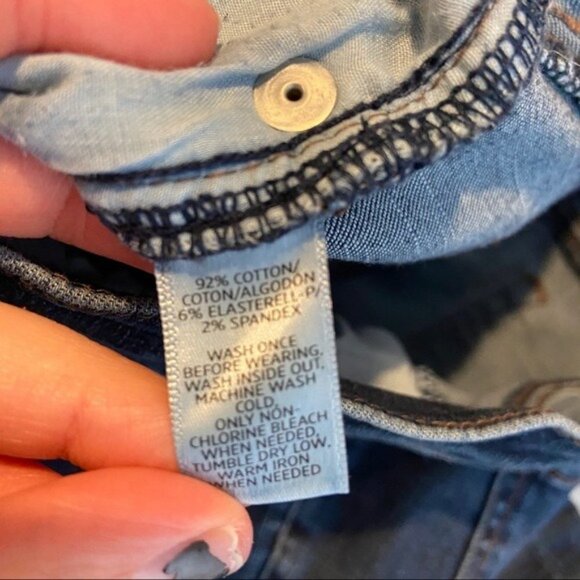 92% COTTON/
COTON/ALGODÓN
6% ELASTERELL-P/
2% SPANDEX
WASH ONCE
BEFORE WEARING.
WASH INSIDE OUT.
MACHINE WASH
COLD.
ONLY NON-
CHLORINE BLEACH
WHEN NEEDED.
TUMBLE DRY LOW.
WARM IRON
WHEN NEEDED